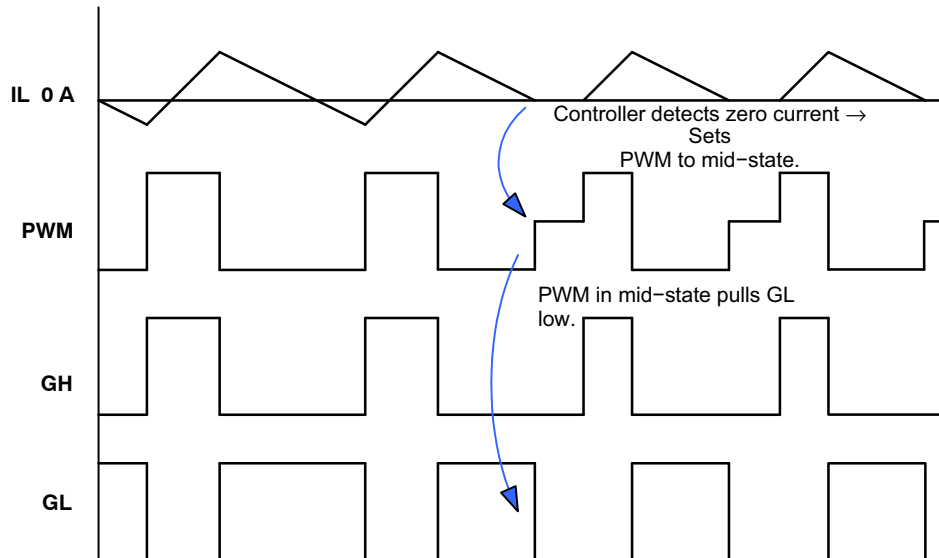 IL 0 A
Controller detects zero current →
Sets
PWM to mid−state.
PWM
PWM in mid−state pulls GL
low.
GH
GL